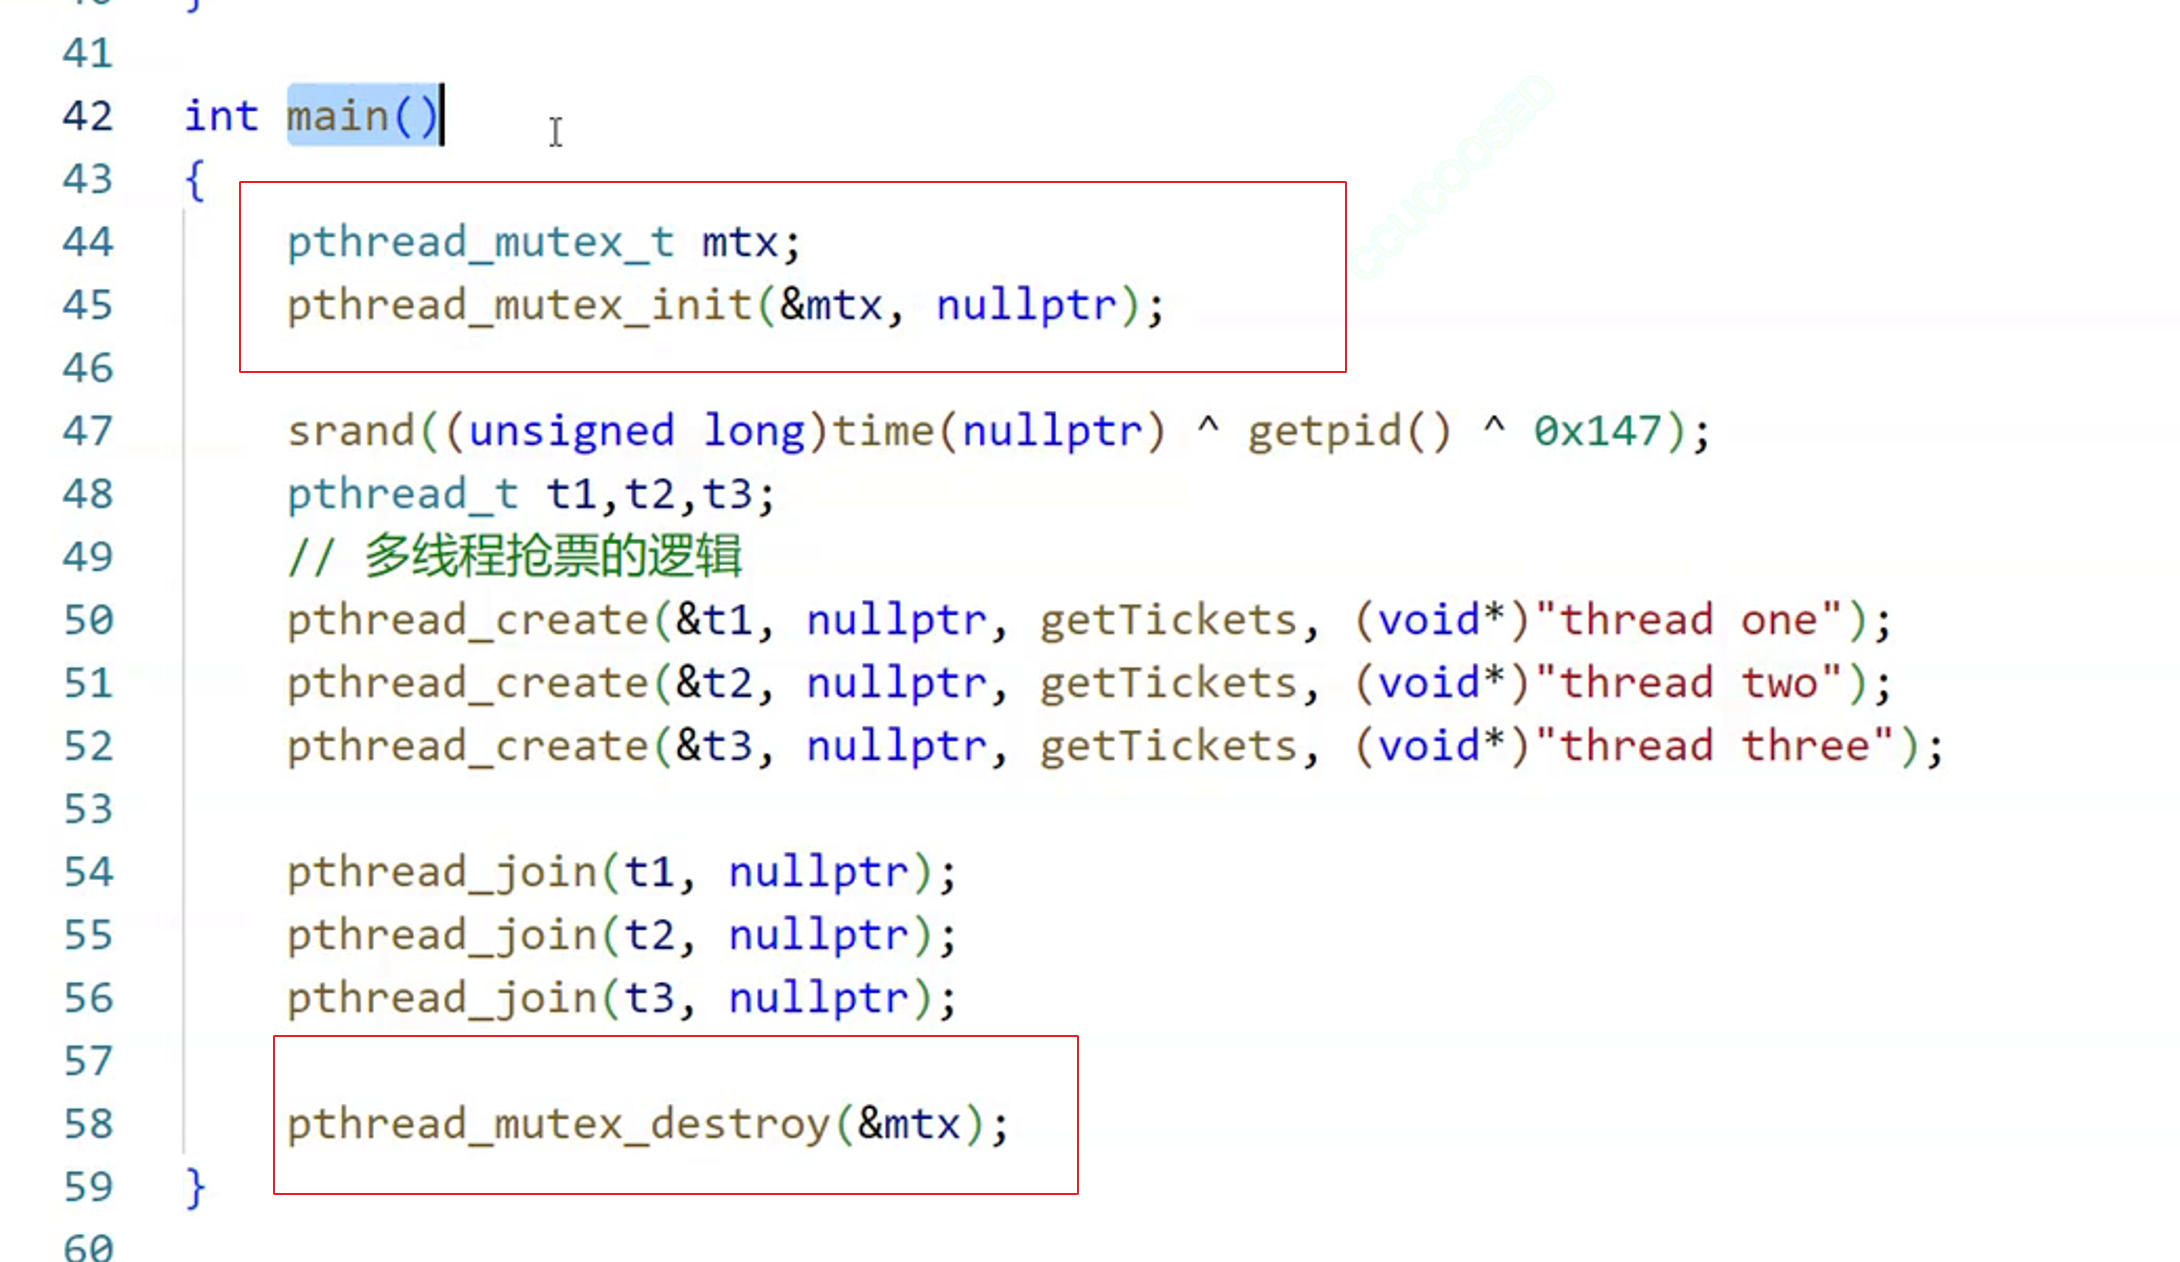 41
42 int main()
43 {
44 pthread_mutex_t mtx;
45 pthread_mutex_init(&mtx, nullptr);
46
47 srand((unsigned long)time(nullptr) ^ getpid() ^ 0x147);
48 pthread_t t1,t2,t3;
49 // 多线程抢票的逻辑
50 pthread_create(&t1, nullptr, getTickets, (void*)"thread one");
51 pthread_create(&t2, nullptr, getTickets, (void*)"thread two");
52 pthread_create(&t3, nullptr, getTickets, (void*)"thread three");
53
54 pthread_join(t1, nullptr);
55 pthread_join(t2, nullptr);
56 pthread_join(t3, nullptr);
57
58 pthread_mutex_destroy(&mtx);
59 }
60